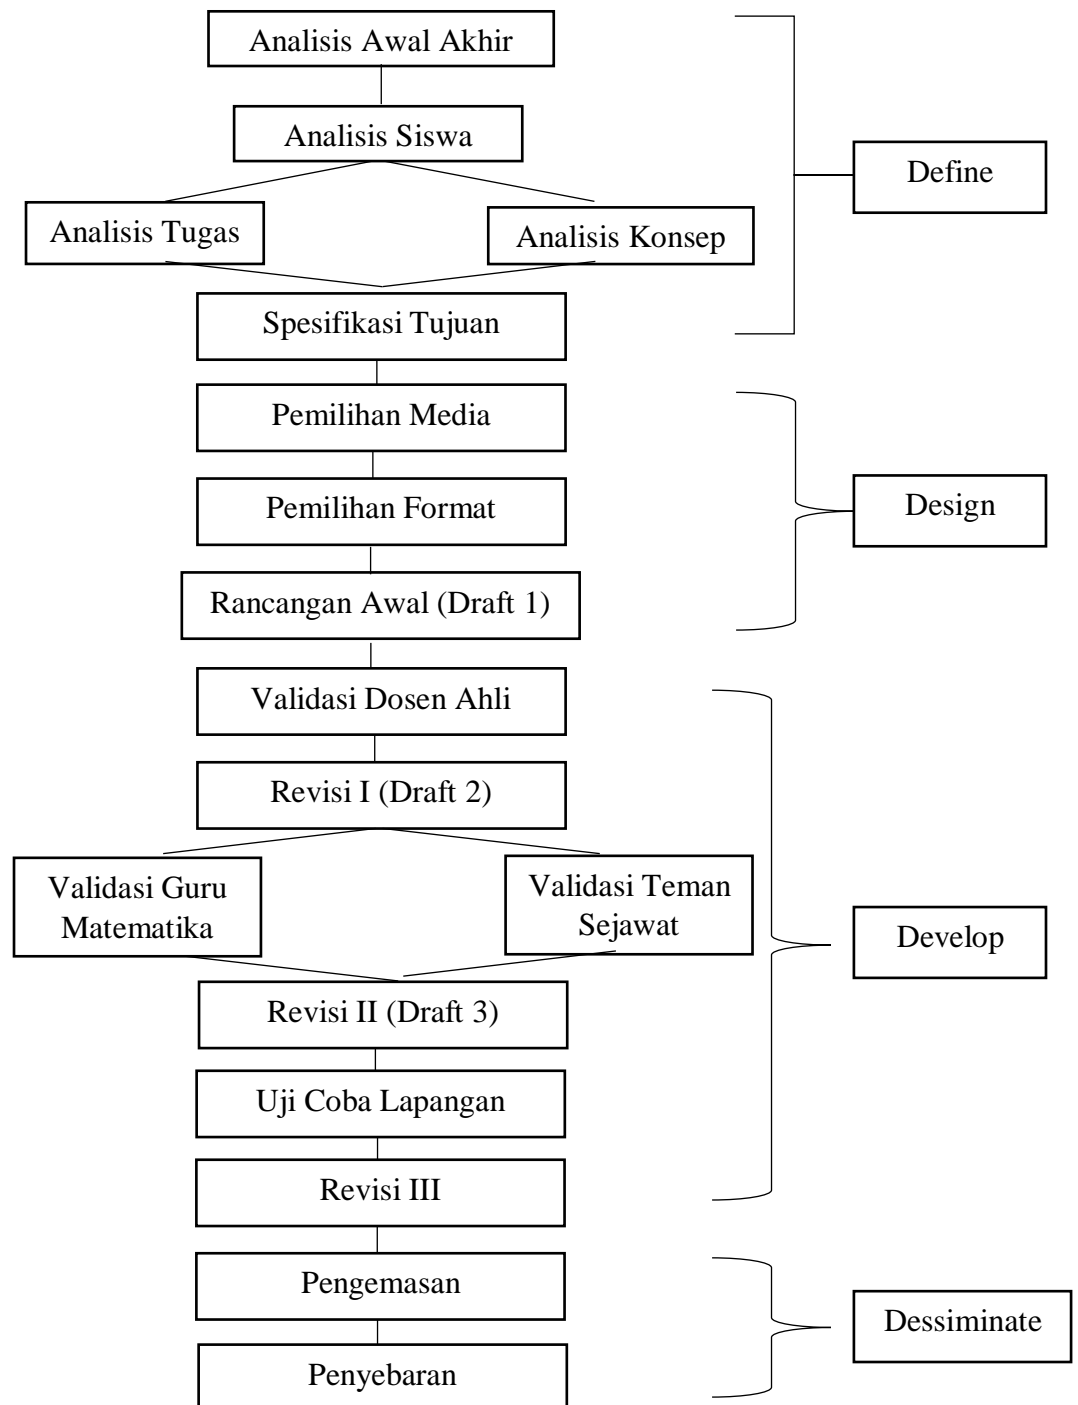 Analisis Awal Akhir
Analisis Siswa
Define
Analisis Tugas
Analisis Konsep
Spesifikasi Tujuan
Pemilihan Media
Pemilihan Format
Design
Rancangan Awal (Draft 1)
Validasi Dosen Ahli
Revisi I (Draft 2)
Validasi Guru
Matematika
Validasi Teman
Sejawat
Develop
Revisi II (Draft 3)
Uji Coba Lapangan
Revisi III
Pengemasan
Dessiminate
Penyebaran